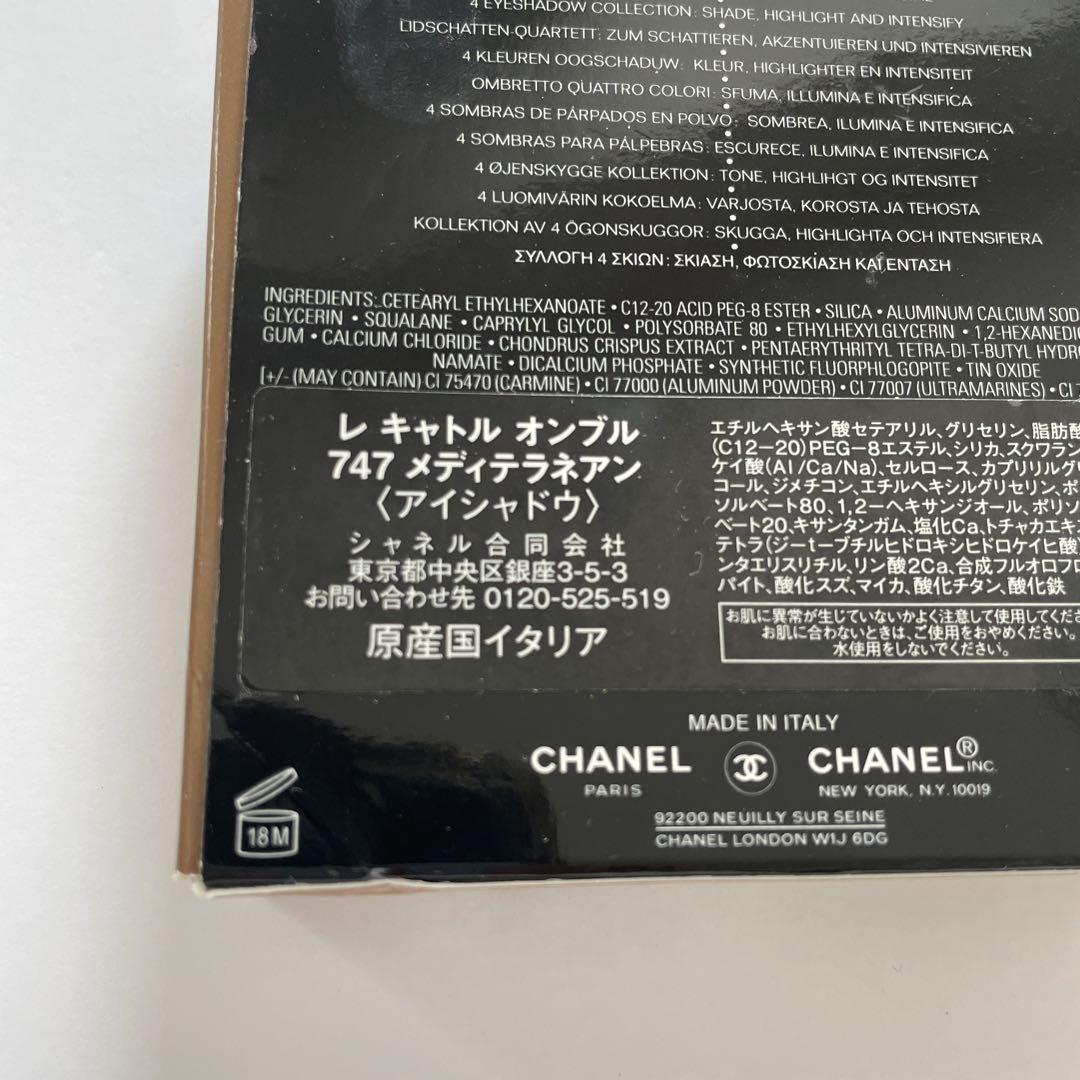 4 EYESHADOW COLLECTION: SHADE, HIGHLIGHT AND INTENSIFY
LIDSCHATTEN-QUARTETT: ZUM SCHATTIEREN, AKZENTUIEREN UND INTENSIVIEREN
4 KLEUREN OOGSCHADUW: KLEUR, HIGHLIGHTER EN INTENSITEIT
OMBRETTO QUATTRO COLORI: SFUMA, ILLUMINA E INTENSIFICA
4 SOMBRAS DE PÁRPADOS EN POLVO: SOMBREA, ILUMINA E INTENSIFICA
4 SOMBRAS PARA PÁLPEBRAS: ESCURECE, ILUMINA E INTENSIFICA
4 ØJENSKYGGE KOLLEKTION: TONE, HIGHLIHGT OG INTENSITET
4 LUOMIVÄRIN KOKOELMA: VARJOSTA, KOROSTA JA TEHOSTA
KOLLEKTION AV 4 ÖGONSKUGGOR: SKUGGA, HIGHLIGHTA OCH INTENSIFIERA
ΣΥΛΛΟΓΗ 4 ΣΚΙΩΝ: ΣΚΙΑΣΗ, ΦΩΤΟΣΚΙΑΣΗ ΚΑΙ ΕΝΤΑΣΗ
INGREDIENTS: CETEARYL ETHYLHEXANOATE • C12-20 ACID PEG-8 ESTER • SILICA • ALUMINUM CALCIUM SOD
GLYCERIN • SQUALANE • CAPRYLYL GLYCOL • POLYSORBATE 80 • ETHYLHEXYLGLYCERIN • 1,2-HEXANEDIO
GUM • CALCIUM CHLORIDE • CHONDRUS CRISPUS EXTRACT • PENTAERYTHRITYL TETRA-DI-T-BUTYL HYDRO
NAMATE • DICALCIUM PHOSPHATE • SYNTHETIC FLUORPHLOGOPITE • TIN OXIDE
[+/- (MAY CONTAIN) CI 75470 (CARMINE) • CI 77000 (ALUMINUM POWDER) • CI 77007 (ULTRAMARINES) • CI
レ キャトル オンブル
747 メディテラネアン
〈アイシャドウ〉
シャネル合同会社
東京都中央区銀座3-5-3
お問い合わせ先 0120-525-519
原産国イタリア
エチルヘキサン酸セテアリル、グリセリン、脂肪酸
(C12−20)PEG−8エステル、シリカ、スクワラン
ケイ酸(Al/Ca/Na)、セルロース、カプリリルグリ
コール、ジメチコン、エチルヘキシルグリセリン、ポリ
ソルベート80、1,2−ヘキサンジオール、ポリソル
ベート20、キサンタンガム、塩化Ca、トチャカエキス
テトラ(ジーtーブチルヒドロキシヒドロケイヒ酸)
ンタエリスリチル、リン酸2Ca、合成フルオロフロ
パイト、酸化スズ、マイカ、酸化チタン、酸化鉄
お肌に異常が生じていないかよく注意して使用してくださ
お肌に合わないときは、ご使用をおやめください。
水使用をしないでください。
MADE IN ITALY
CHANEL CHANEL® INC.
PARIS NEW YORK, N.Y. 10019
92200 NEUILLY SUR SEINE
CHANEL LONDON W1J 6DG
18M